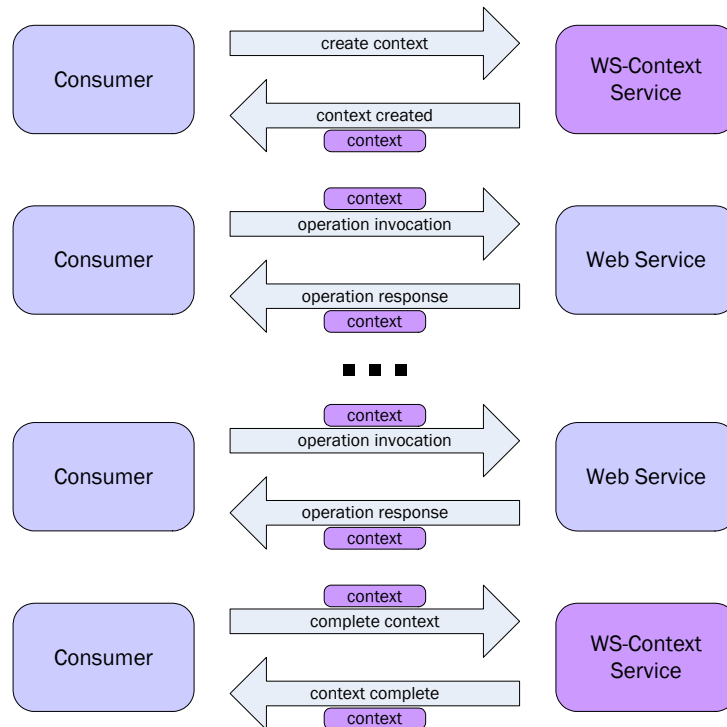 create context
Consumer
WS-Context
Service
context created
context
context
operation invocation
Consumer
Web Service
operation response
context
context
operation invocation
Consumer
Web Service
operation response
context
context
complete context
Consumer
WS-Context
Service
context complete
context